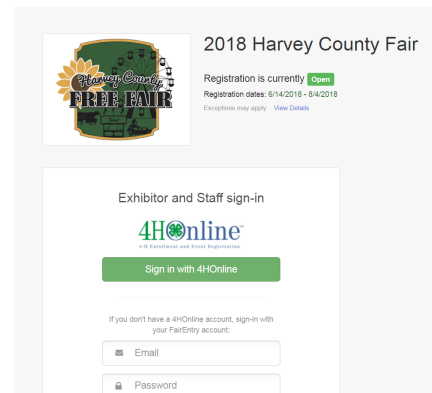 2018 Harvey County Fair
Harvey County
FREE FAIR
Registration is currently Open
Registration dates: 6/14/2018 - 8/4/2018
Exceptions may apply View Details
Exhibitor and Staff sign-in
4HOnline
4-H Enrollment and Event Registration
Sign in with 4HOnline
If you don't have a 4HOnline account, sign-in with
your FairEntry account:
Email
Password